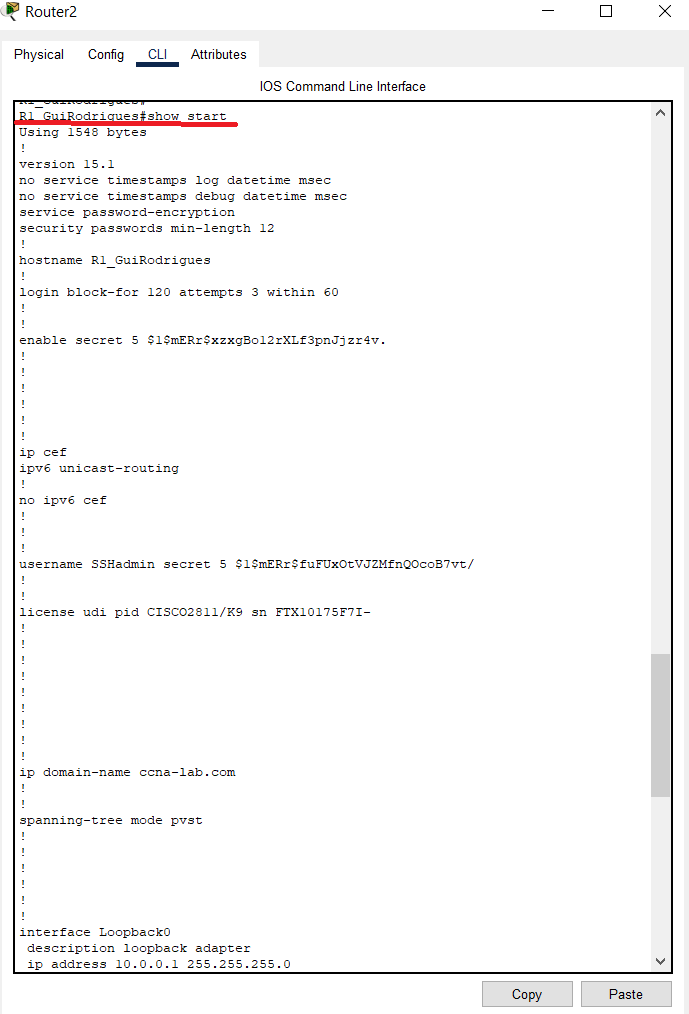 Router2
Physical Config CLI Attributes
IOS Command Line Interface
R1_GuiRodrigues#
R1_GuiRodrigues#show start
Using 1548 bytes
!
version 15.1
no service timestamps log datetime msec
no service timestamps debug datetime msec
service password-encryption
security passwords min-length 12
!
hostname R1_GuiRodrigues
!
login block-for 120 attempts 3 within 60
!
!
enable secret 5 $1$mERr$xzxgBo12rXLf3pnJjzr4v.
!
!
!
!
!
!
ip cef
ipv6 unicast-routing
!
no ipv6 cef
!
!
!
username SSHadmin secret 5 $1$mERr$fuFUxOtVJZMfnQOcoB7vt/
!
!
license udi pid CISCO2811/K9 sn FTX10175F7I-
!
!
!
!
!
!
!
!
!
ip domain-name ccna-lab.com
!
!
spanning-tree mode pvst
!
!
!
!
!
!
interface Loopback0
 description loopback adapter
 ip address 10.0.0.1 255.255.255.0
Copy Paste